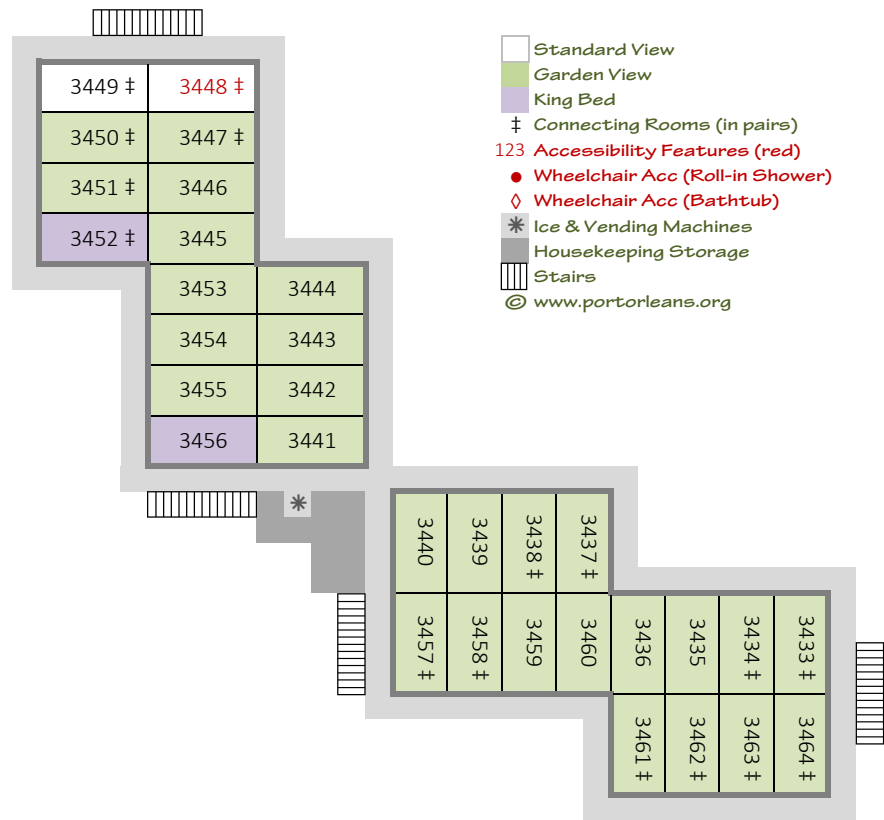 3449 ‡ 3448 ‡
3450 ‡ 3447 ‡
3451 ‡ 3446
3452 ‡ 3445
3453 3444
3454 3443
3455 3442
3456 3441
Standard View
Garden View
King Bed
‡ Connecting Rooms (in pairs)
123 Accessibility Features (red)
Wheelchair Acc (Roll-in Shower)
Wheelchair Acc (Bathtub)
Ice & Vending Machines
Housekeeping Storage
Stairs
© www.portorleans.org
3440 3439 3438 ‡ 3437 ‡
3457 ‡ 3458 ‡ 3459 3460 3436 3435 3434 ‡ 3433 ‡
3461 ‡ 3462 ‡ 3463 ‡ 3464 ‡